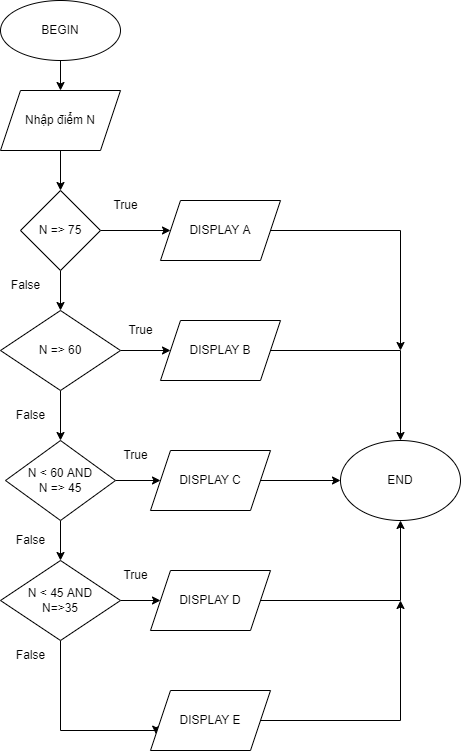 BEGIN
Nhập điểm N
True
N => 75
DISPLAY A
False
True
N => 60
DISPLAY B
False
True
N < 60 AND
N => 45
DISPLAY C
END
False
True
N < 45 AND
N=>35
DISPLAY D
False
DISPLAY E